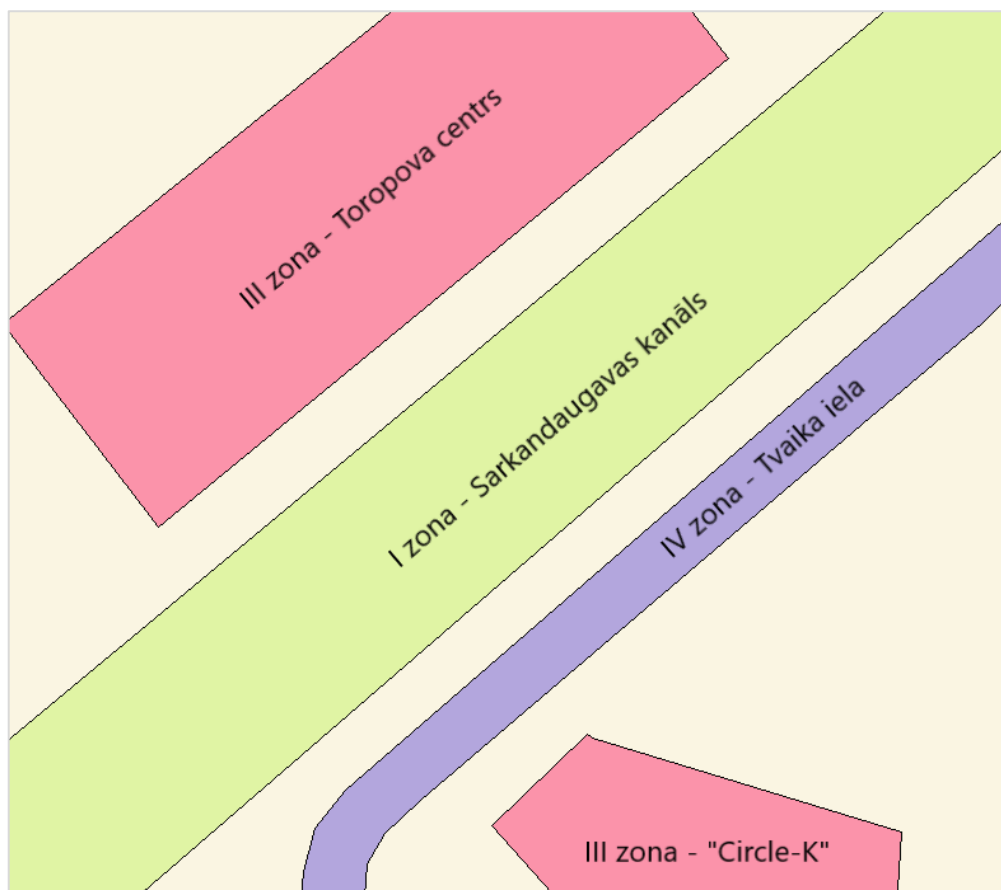 III zona - Toropova centrs
I zona - Sarkandaugavas kanāls
IV zona - Tvaika iela
III zona - "Circle-K"